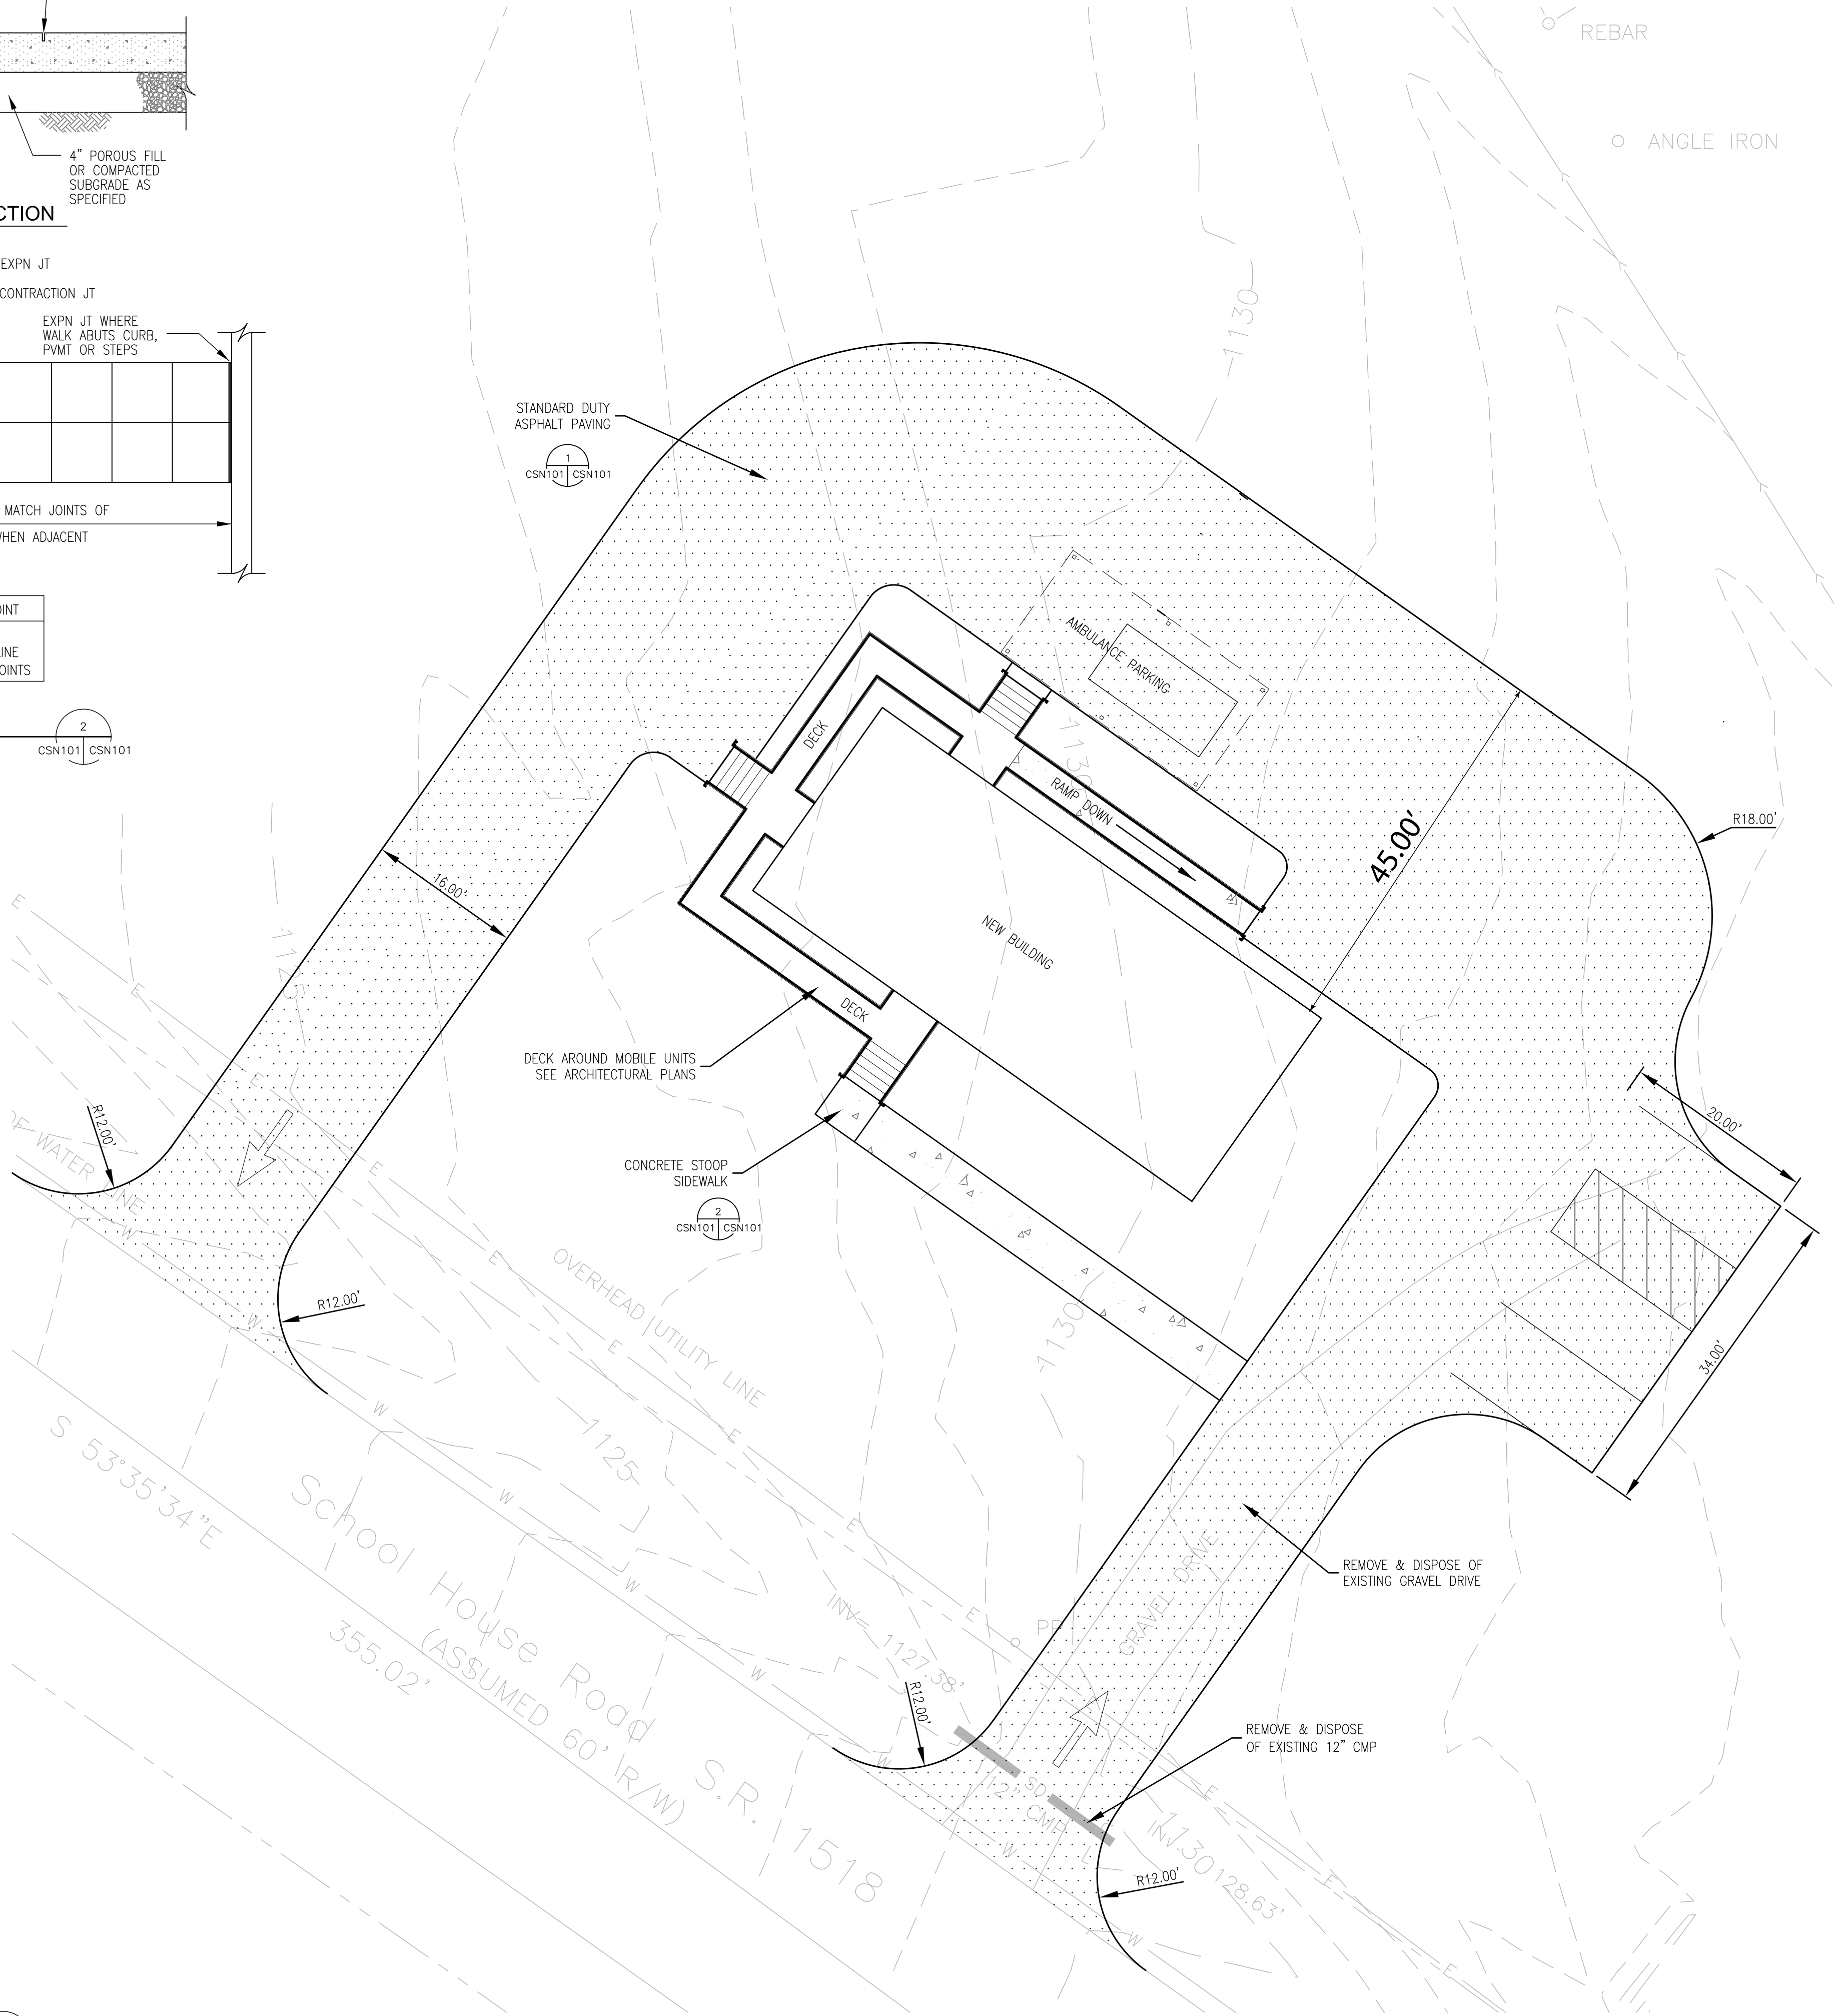 4" POROUS FILL
OR COMPACTED
SUBGRADE AS
SPECIFIED
CTION
EXPN JT
CONTRACTION JT
EXPN JT WHERE
WALK ABUTS CURB,
PVMT OR STEPS
MATCH JOINTS OF
WHEN ADJACENT
OINT
LINE
OINTS
2
CSN101 CSN101
REBAR
ANGLE IRON
1130
STANDARD DUTY
ASPHALT PAVING
1
CSN101 CSN101
AMBULANCE PARKING
DECK
1130
RAMP DOWN
45.00'
R18.00'
16.00'
NEW BUILDING
DECK
DECK AROUND MOBILE UNITS
SEE ARCHITECTURAL PLANS
CONCRETE STOOP
SIDEWALK
2
CSN101 CSN101
20.00'
34.00'
R12.00'
OF WATER LINE
R12.00'
OVERHEAD UTILITY LINE
1130
1125
S 53°35'34"E
School House Road S.R. 1518
(ASSUMED 60' R/W)
355.02'
INV= 1127.38'
GRAVEL DRIVE
REMOVE & DISPOSE OF
EXISTING GRAVEL DRIVE
R12.00'
REMOVE & DISPOSE
OF EXISTING 12" CMP
SD
12" CMP
1130
R12.00'
E
E
E
E
E
E
E
E
E
E
E
E
W
W
W
W
W
W
W
W
W
W